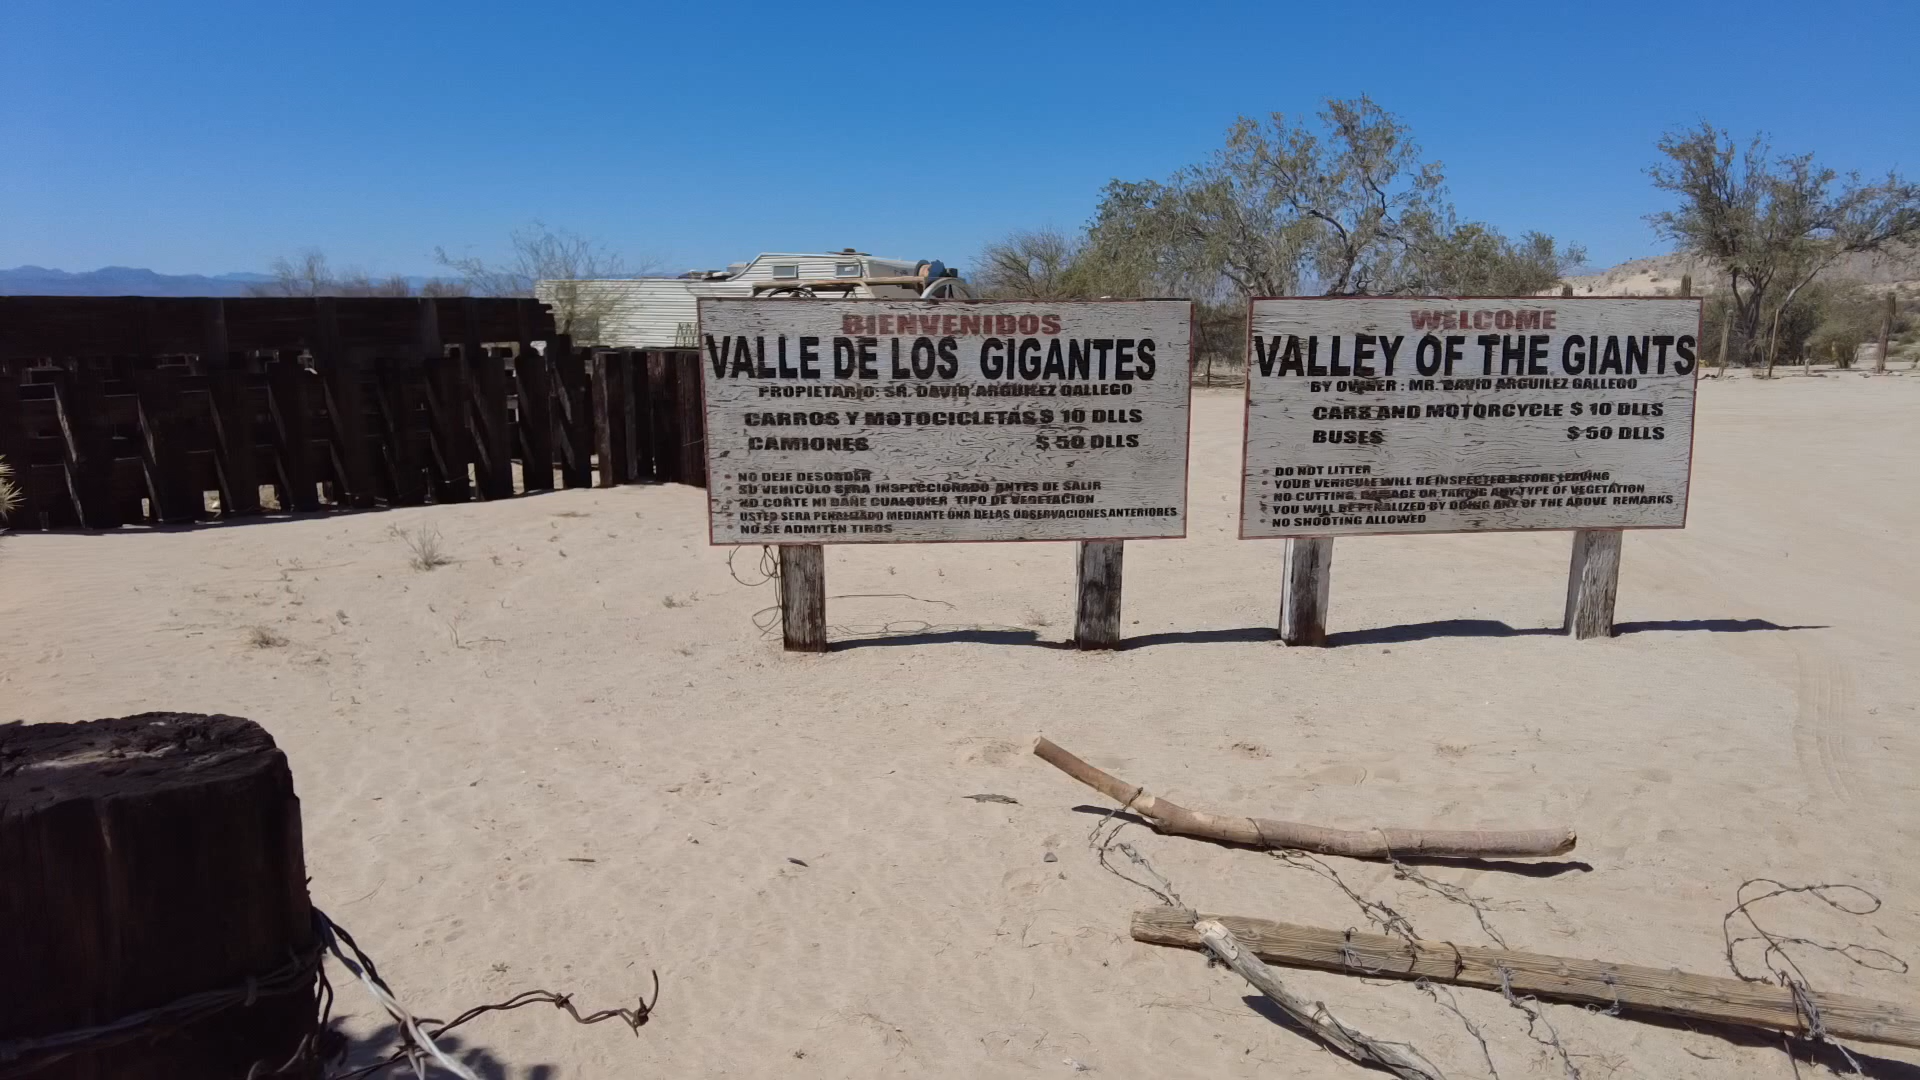 BIENVENIDOS
VALLE DE LOS GIGANTES
PROPIETARIO: SR. DAVID ARGUILEZ GALLEGO
CARROS Y MOTOCICLETAS $ 10 DLLS
CAMIONES $ 50 DLLS
• NO DEJE DESORDER
• SU VEHICULO SERA INSPECCIONADO ANTES DE SALIR
• NO CORTE NI DAÑE CUALQUIER TIPO DE VEGETACION
• USTED SERA PENALIZADO MEDIANTE UNA DE LAS OBSERVACIONES ANTERIORES
• NO SE ADMITEN TIROS
WELCOME
VALLEY OF THE GIANTS
BY OWNER : MR. DAVID ARGUILEZ GALLEGO
CARS AND MOTORCYCLE $ 10 DLLS
BUSES $ 50 DLLS
• DO NOT LITTER
• YOUR VEHICLE WILL BE INSPECTED BEFORE LEAVING
• NO CUTTING, DAMAGE OR TAKING ANY TYPE OF VEGETATION
• YOU WILL BE PENALIZED BY DOING ANY OF THE ABOVE REMARKS
• NO SHOOTING ALLOWED